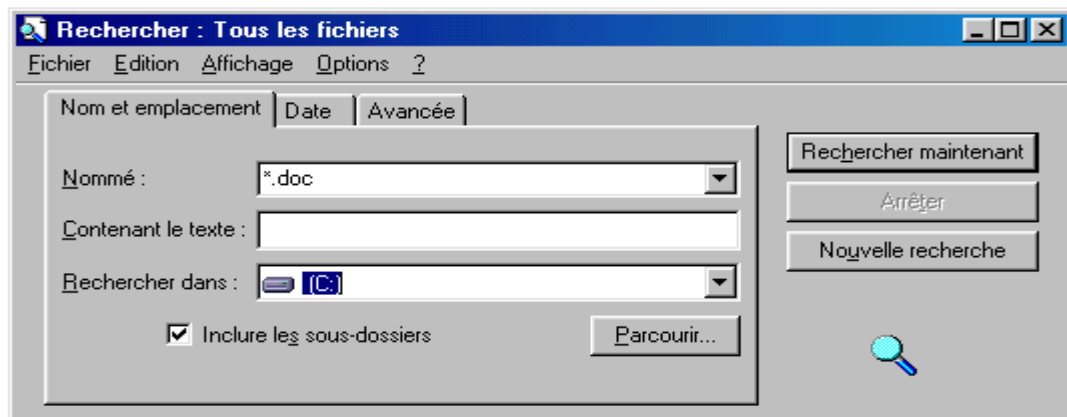 Rechercher : Tous les fichiers
Fichier Edition Affichage Options ?
Nom et emplacement Date Avancée
Nommé : *.doc
Contenant le texte :
Rechercher dans : (C:)
Inclure les sous-dossiers Parcourir...
Rechercher maintenant
Arrêter
Nouvelle recherche